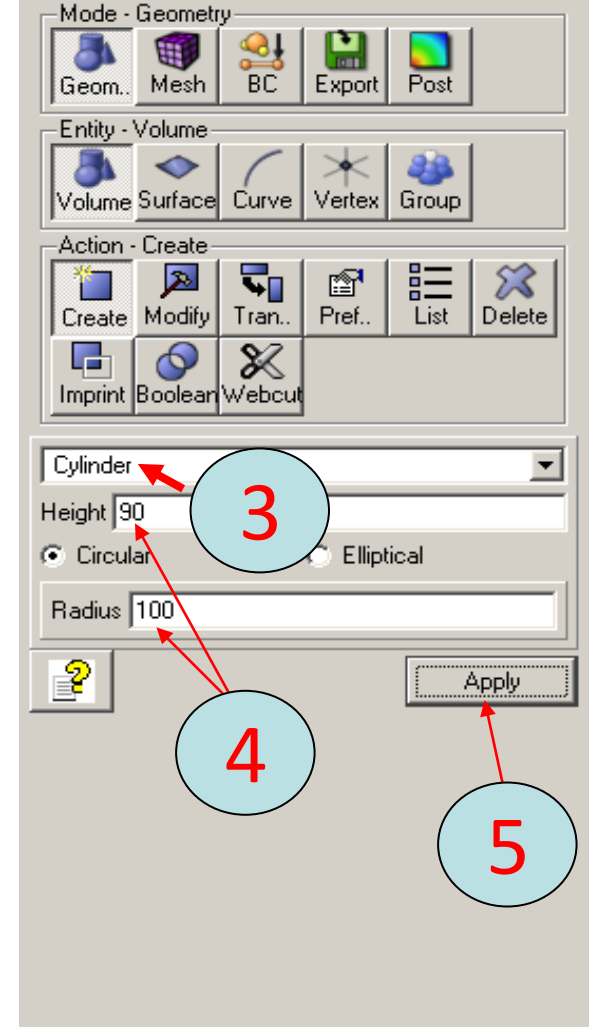 Mode - Geometry
Geom.. Mesh BC Export Post
Entity - Volume
Volume Surface Curve Vertex Group
Action - Create
Create Modify Tran.. Pref.. List Delete
Imprint Boolean Webcut
Cylinder
3
Height 90
Circular Elliptical
Radius 100
Apply
4
5